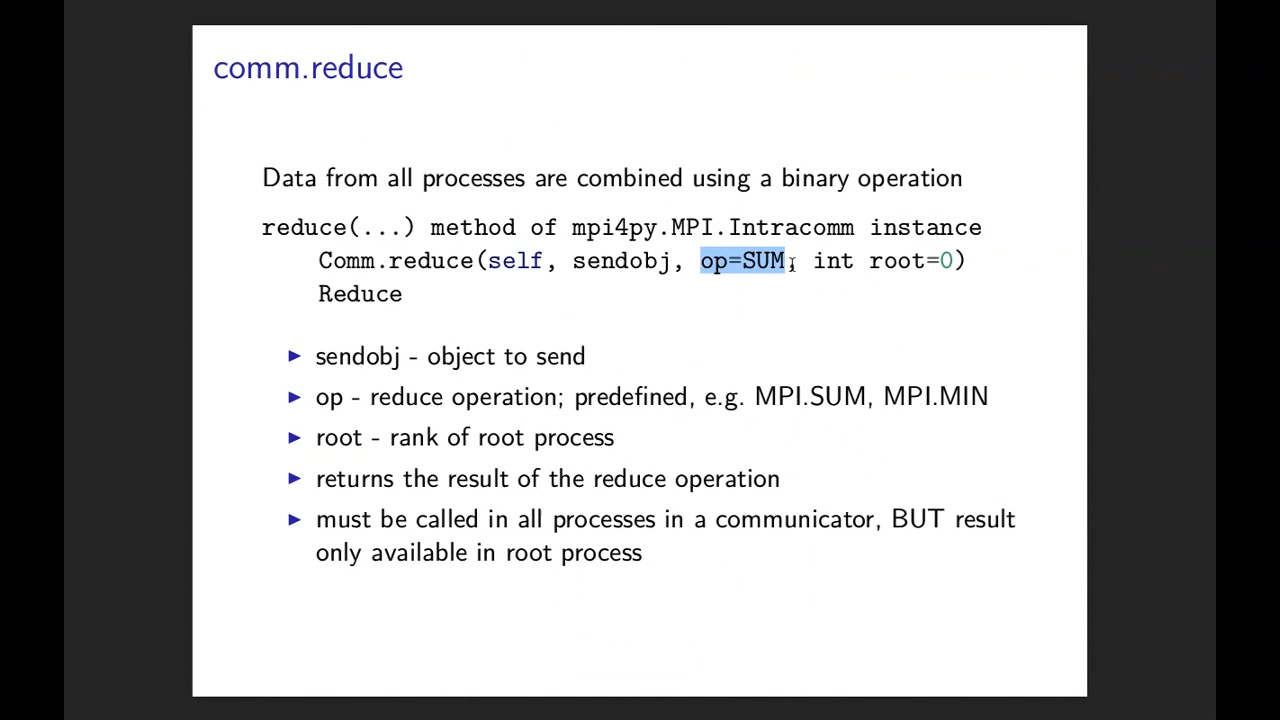 comm.reduce
Data from all processes are combined using a binary operation
reduce(...) method of mpi4py.MPI.Intracomm instance
Comm.reduce(self, sendobj, op=SUM, int root=0)
Reduce
▶ sendobj - object to send
▶ op - reduce operation; predefined, e.g. MPI.SUM, MPI.MIN
▶ root - rank of root process
▶ returns the result of the reduce operation
▶ must be called in all processes in a communicator, BUT result
only available in root process